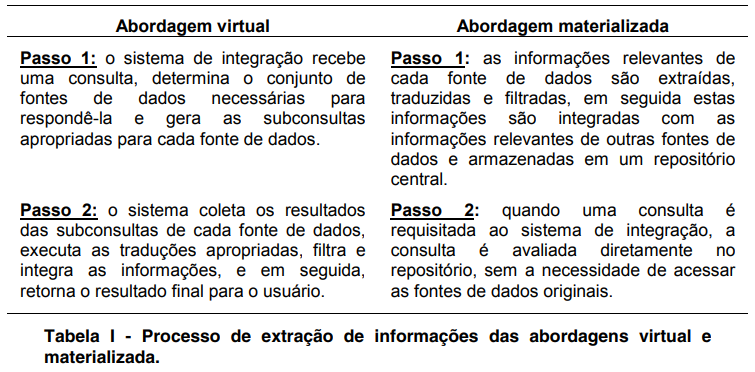 Abordagem virtual
Abordagem materializada
Passo 1: o sistema de integração recebe
uma consulta, determina o conjunto de
fontes de dados necessárias para
respondê-la e gera as subconsultas
apropriadas para cada fonte de dados.
Passo 1: as informações relevantes de
cada fonte de dados são extraídas,
traduzidas e filtradas, em seguida estas
informações são integradas com as
informações relevantes de outras fontes de
dados e armazenadas em um repositório
central.
Passo 2: o sistema coleta os resultados
das subconsultas de cada fonte de dados,
executa as traduções apropriadas, filtra e
integra as informações, e em seguida,
retorna o resultado final para o usuário.
Passo 2: quando uma consulta é
requisitada ao sistema de integração, a
consulta é avaliada diretamente no
repositório, sem a necessidade de acessar
as fontes de dados originais.
Tabela I - Processo de extração de informações das abordagens virtual e
materializada.